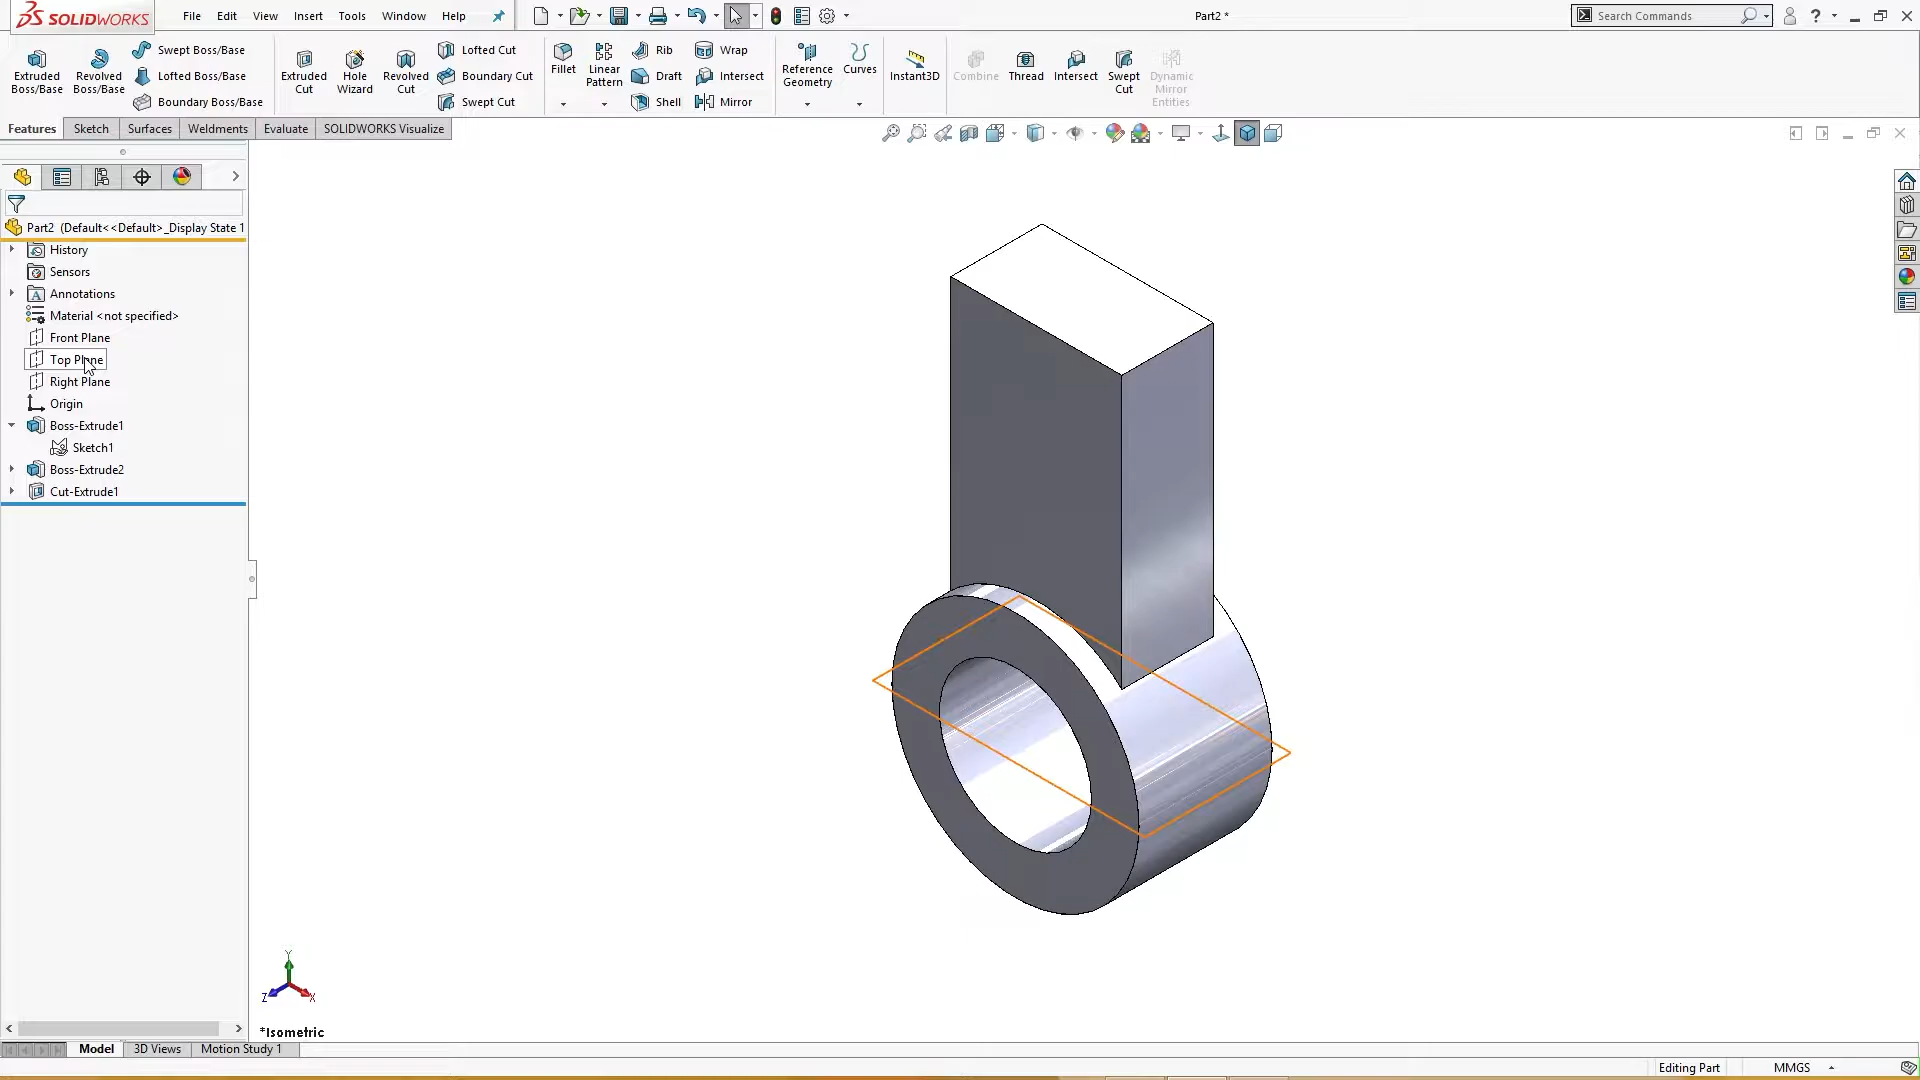 SOLIDWORKS File Edit View Insert Tools Window Help Part2 * Search Commands
Extruded Boss/Base Revolved Boss/Base Swept Boss/Base Lofted Boss/Base Boundary Boss/Base
Extruded Cut Hole Wizard Revolved Cut Lofted Cut Boundary Cut Swept Cut
Fillet Linear Pattern Rib Draft Shell Wrap Intersect Mirror
Reference Geometry Curves Instant3D Combine Thread Intersect Swept Cut Dynamic Mirror Entities
Features Sketch Surfaces Weldments Evaluate SOLIDWORKS Visualize
Part2 (Default<<Default>_Display State 1
History
Sensors
Annotations
Material <not specified>
Front Plane
Top Plane
Right Plane
Origin
Boss-Extrude1
Sketch1
Boss-Extrude2
Cut-Extrude1
Y
Z X
*Isometric
Model 3D Views Motion Study 1
Editing Part MMGS